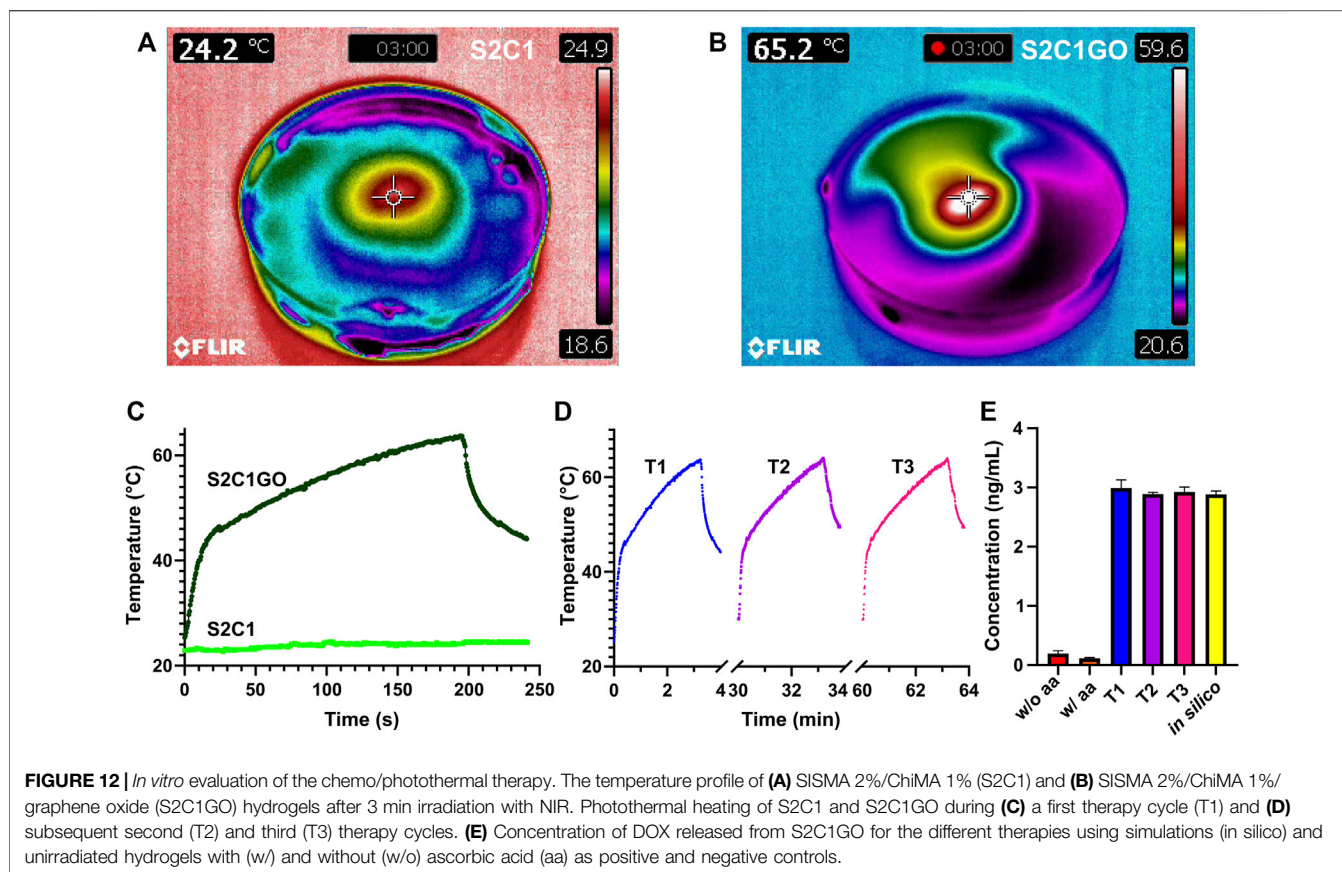 A
24.2 °C
03:00
S2C1
24.9
18.6
FLIR
B
65.2 °C
03:00
S2C1GO
59.6
20.6
FLIR
C
Temperature (°C)
60
40
20
S2C1GO
S2C1
0 50 100 150 200 250
Time (s)
D
Temperature (°C)
60
40
20
T1 T2 T3
0 2 4 30 32 34 60 62 64
Time (min)
E
Concentration (ng/mL)
4
3
2
1
0
w/o aa w/ aa T1 T2 T3 in silico
FIGURE 12 | In vitro evaluation of the chemo/photothermal therapy. The temperature profile of (A) SISMA 2%/ChiMA 1% (S2C1) and (B) SISMA 2%/ChiMA 1%/
graphene oxide (S2C1GO) hydrogels after 3 min irradiation with NIR. Photothermal heating of S2C1 and S2C1GO during (C) a first therapy cycle (T1) and (D)
subsequent second (T2) and third (T3) therapy cycles. (E) Concentration of DOX released from S2C1GO for the different therapies using simulations (in silico) and
unirradiated hydrogels with (w/) and without (w/o) ascorbic acid (aa) as positive and negative controls.